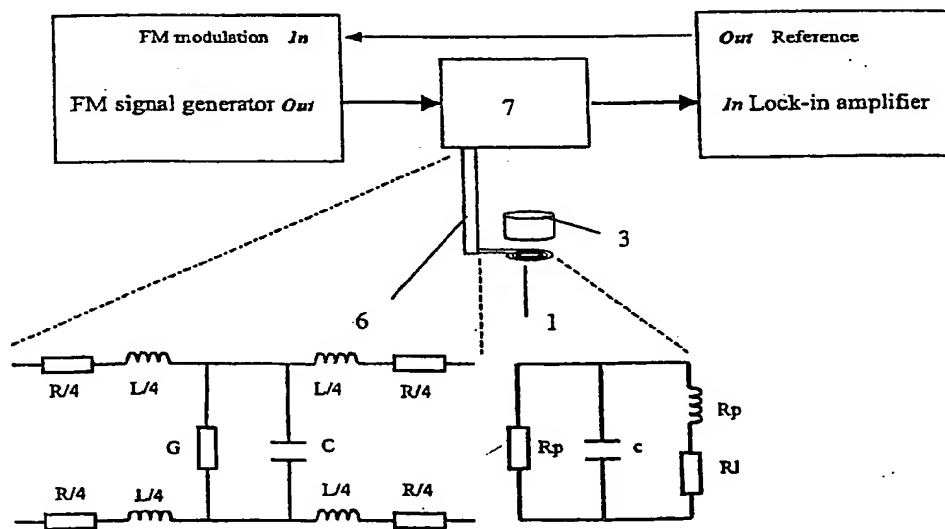 FM modulation In
Out Reference
FM signal generator Out
7
In Lock-in amplifier
3
6
1
R/4
L/4
L/4
R/4
Rp
G
C
Rp
c
Rl
R/4
L/4
L/4
R/4